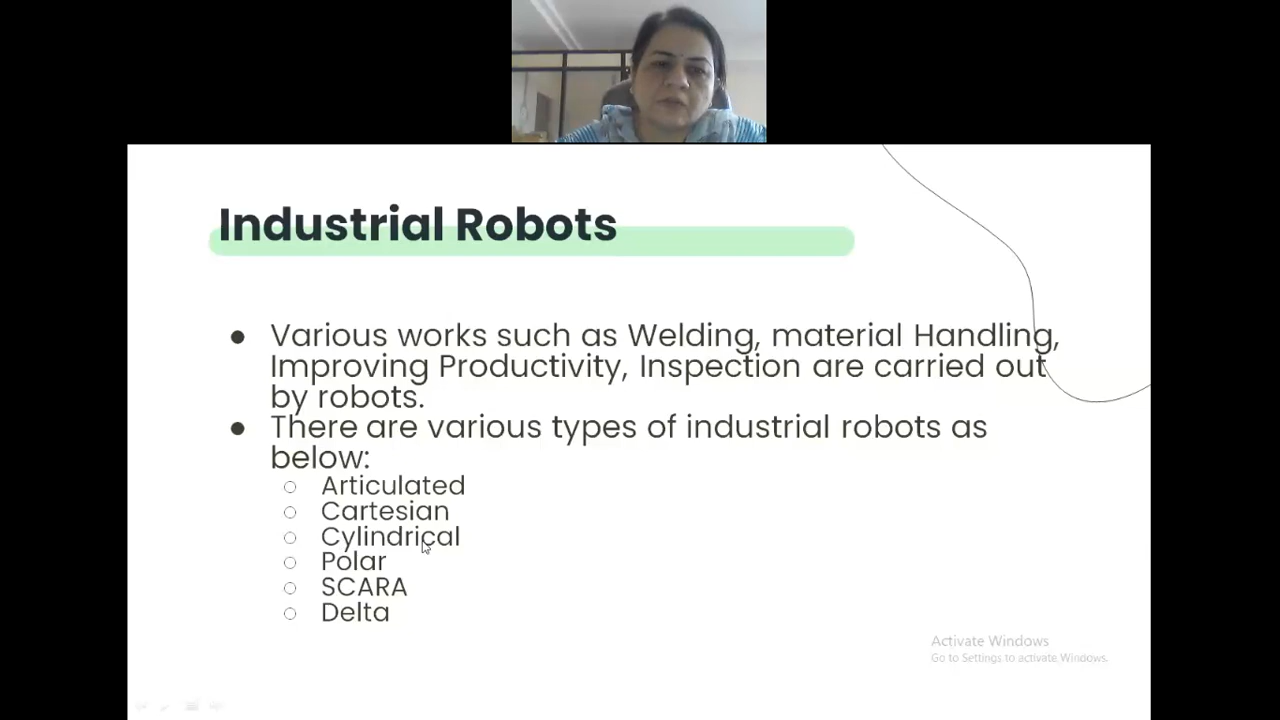 Industrial Robots
● Various works such as Welding, material Handling,
Improving Productivity, Inspection are carried out
by robots.
● There are various types of industrial robots as
below:
○ Articulated
○ Cartesian
○ Cylindrical
○ Polar
○ SCARA
○ Delta
Activate Windows
Go to Settings to activate Windows.